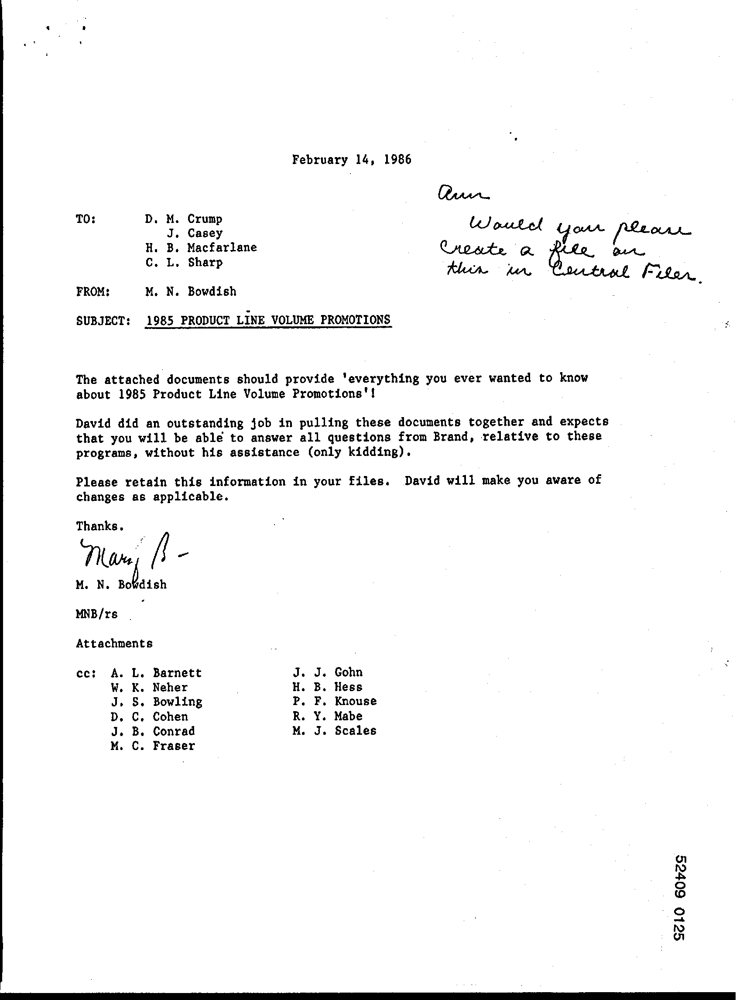 February 14, 1986
Ann
Would you please
create a file on
this in Central Files.
TO: D. M. Crump
J. Casey
H. B. Macfarlane
C. L. Sharp
FROM: M. N. Bowdish
SUBJECT: 1985 PRODUCT LINE VOLUME PROMOTIONS
The attached documents should provide 'everything you ever wanted to know
about 1985 Product Line Volume Promotions'!
David did an outstanding job in pulling these documents together and expects
that you will be able to answer all questions from Brand, relative to these
programs, without his assistance (only kidding).
Please retain this information in your files. David will make you aware of
changes as applicable.
Thanks.
Mary B -
M. N. Bowdish
MNB/rs
Attachments
cc: A. L. Barnett J. J. Gohn
W. K. Neher H. B. Hess
J. S. Bowling P. F. Knouse
D. C. Cohen R. Y. Mabe
J. B. Conrad M. J. Scales
M. C. Fraser
52409 0125